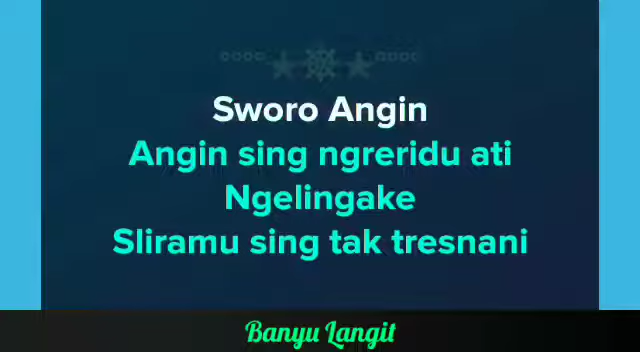 Sworo Angin
Angin sing ngreridu ati
Ngelingake
Sliramu sing tak tresnani
Banyu Langit